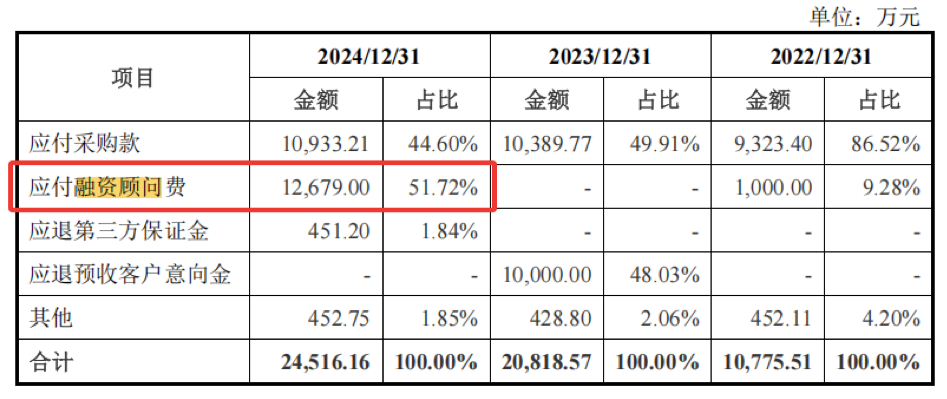 单位：万元
项目 2024/12/31 2023/12/31 2022/12/31
金额 占比 金额 占比 金额 占比
应付采购款 10,933.21 44.60% 10,389.77 49.91% 9,323.40 86.52%
应付融资顾问费 12,679.00 51.72% - - 1,000.00 9.28%
应退第三方保证金 451.20 1.84% - - - -
应退预收客户意向金 - - 10,000.00 48.03% - -
其他 452.75 1.85% 428.80 2.06% 452.11 4.20%
合计 24,516.16 100.00% 20,818.57 100.00% 10,775.51 100.00%